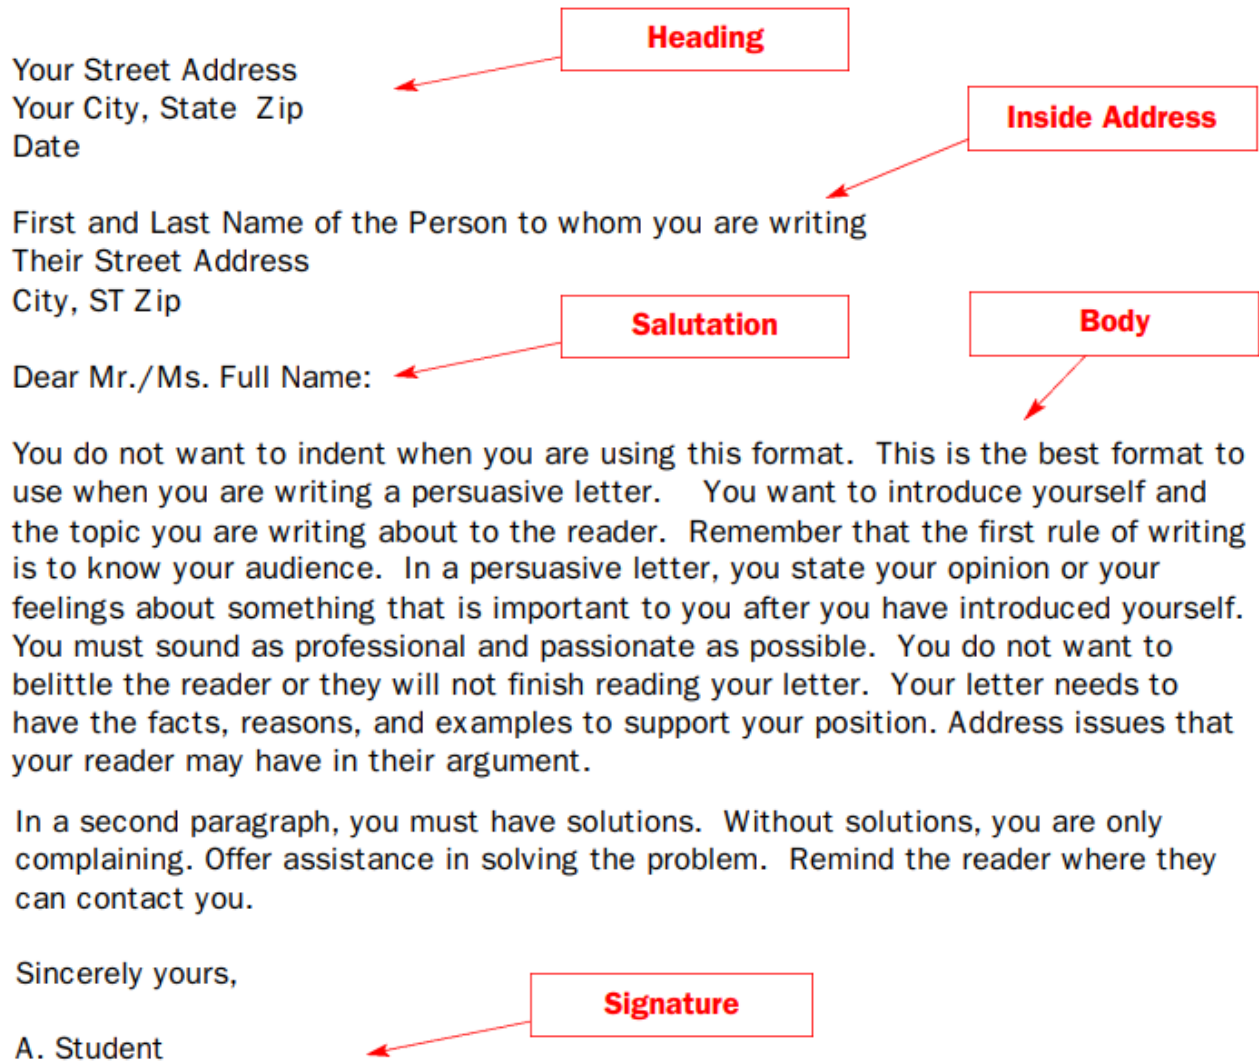 Heading
Your Street Address
Your City, State  Zip
Date
Inside Address
First and Last Name of the Person to whom you are writing
Their Street Address
City, ST Zip
Salutation
Body
Dear Mr./Ms. Full Name:
You do not want to indent when you are using this format.  This is the best format to
use when you are writing a persuasive letter.    You want to introduce yourself and
the topic you are writing about to the reader.  Remember that the first rule of writing
is to know your audience.  In a persuasive letter, you state your opinion or your
feelings about something that is important to you after you have introduced yourself.
You must sound as professional and passionate as possible.  You do not want to
belittle the reader or they will not finish reading your letter.  Your letter needs to
have the facts, reasons, and examples to support your position. Address issues that
your reader may have in their argument.
In a second paragraph, you must have solutions.  Without solutions, you are only
complaining. Offer assistance in solving the problem.  Remind the reader where they
can contact you.
Sincerely yours,
Signature
A. Student